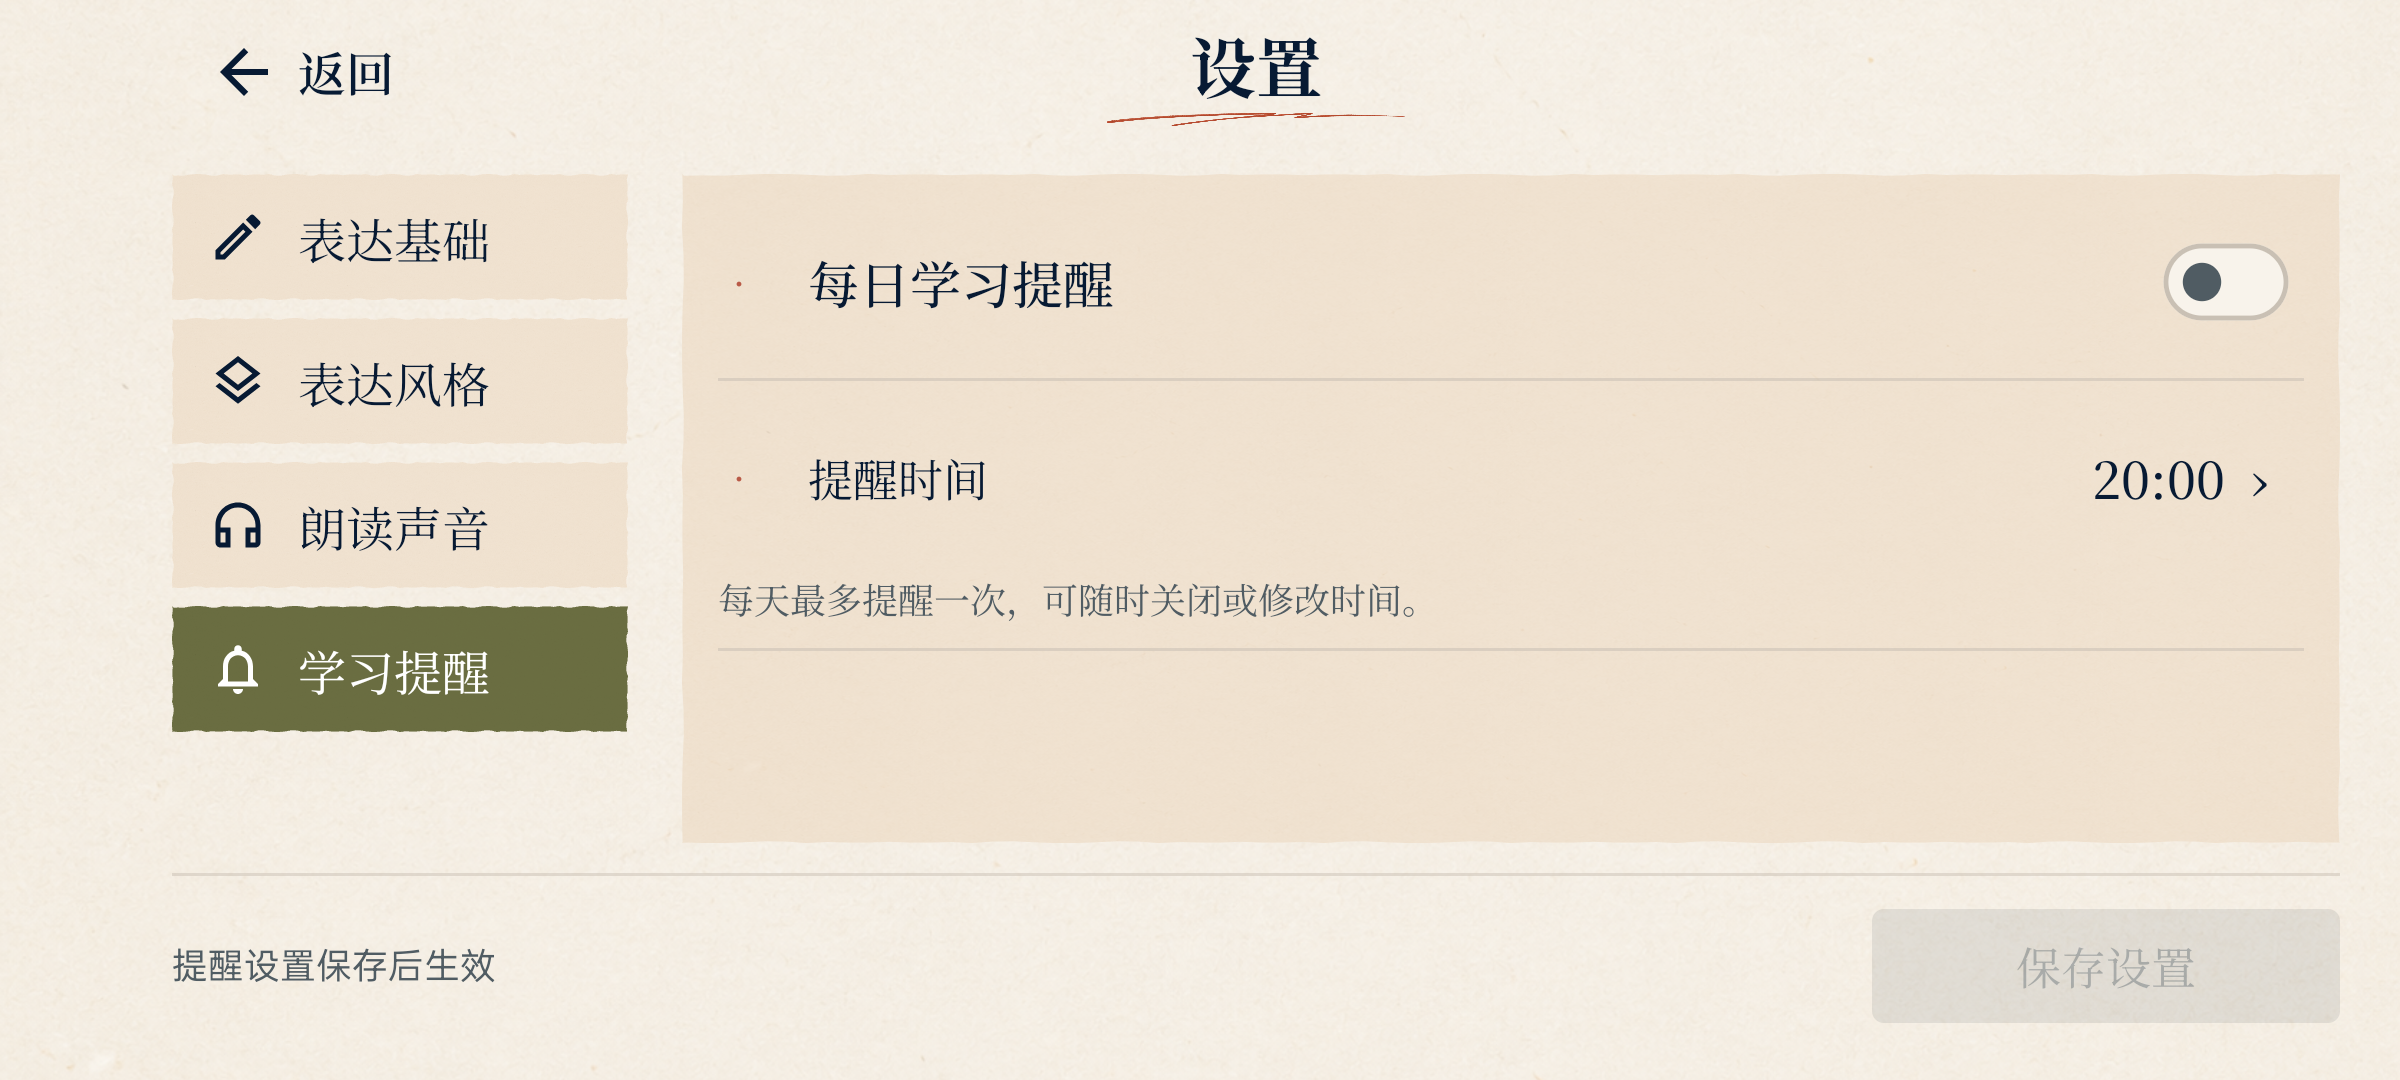 返回
设置
表达基础
表达风格
朗读声音
学习提醒
每日学习提醒
提醒时间
20:00 ›
每天最多提醒一次，可随时关闭或修改时间。
提醒设置保存后生效
保存设置